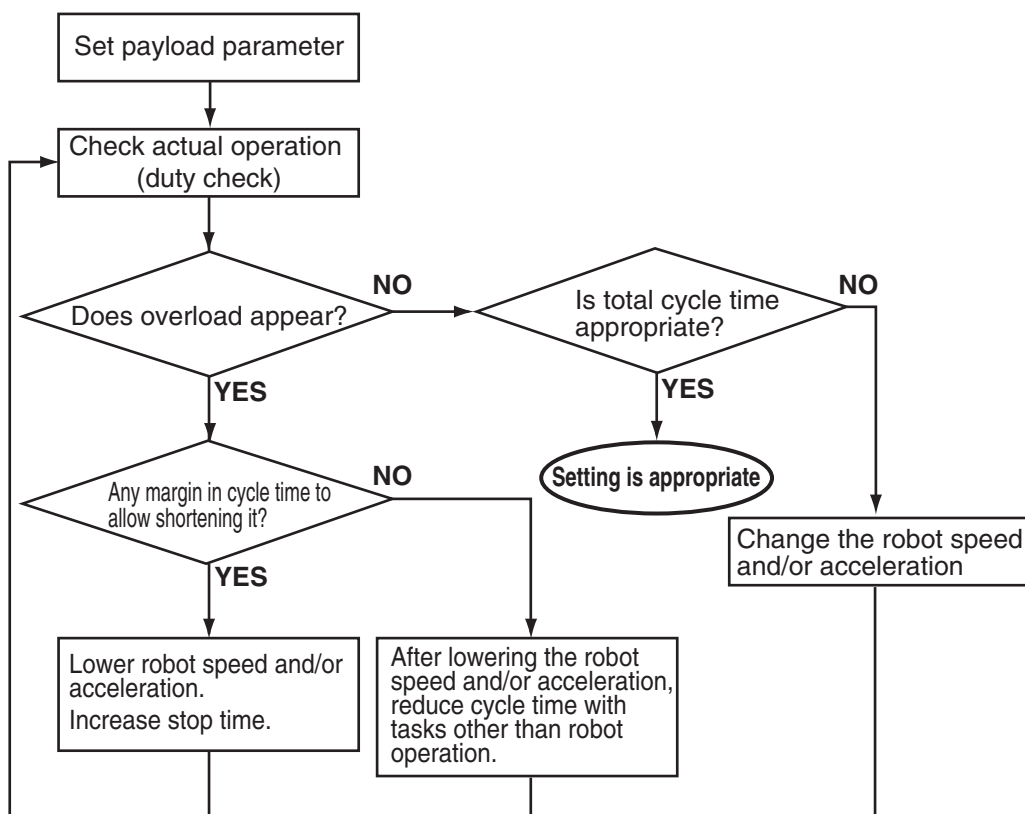 Set payload parameter
Check actual operation
(duty check)
Does overload appear?
NO
Is total cycle time
appropriate?
NO
YES
YES
Any margin in cycle time to
allow shortening it?
NO
Setting is appropriate
Change the robot speed
and/or acceleration
YES
Lower robot speed and/or
acceleration.
Increase stop time.
After lowering the robot
speed and/or acceleration,
reduce cycle time with
tasks other than robot
operation.